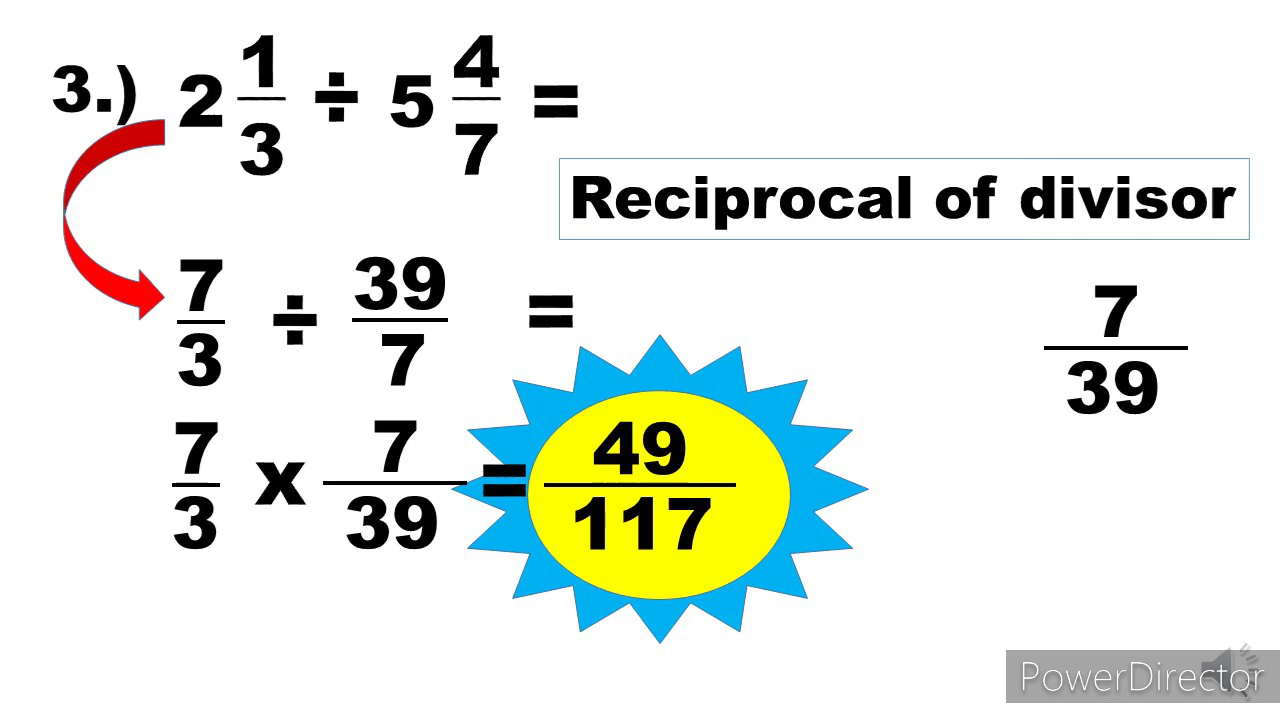 3.) 2 1/3 ÷ 5 4/7 =
Reciprocal of divisor
7/3 ÷ 39/7 =
7/39
7/3 x 7/39 = 49/117
PowerDirector